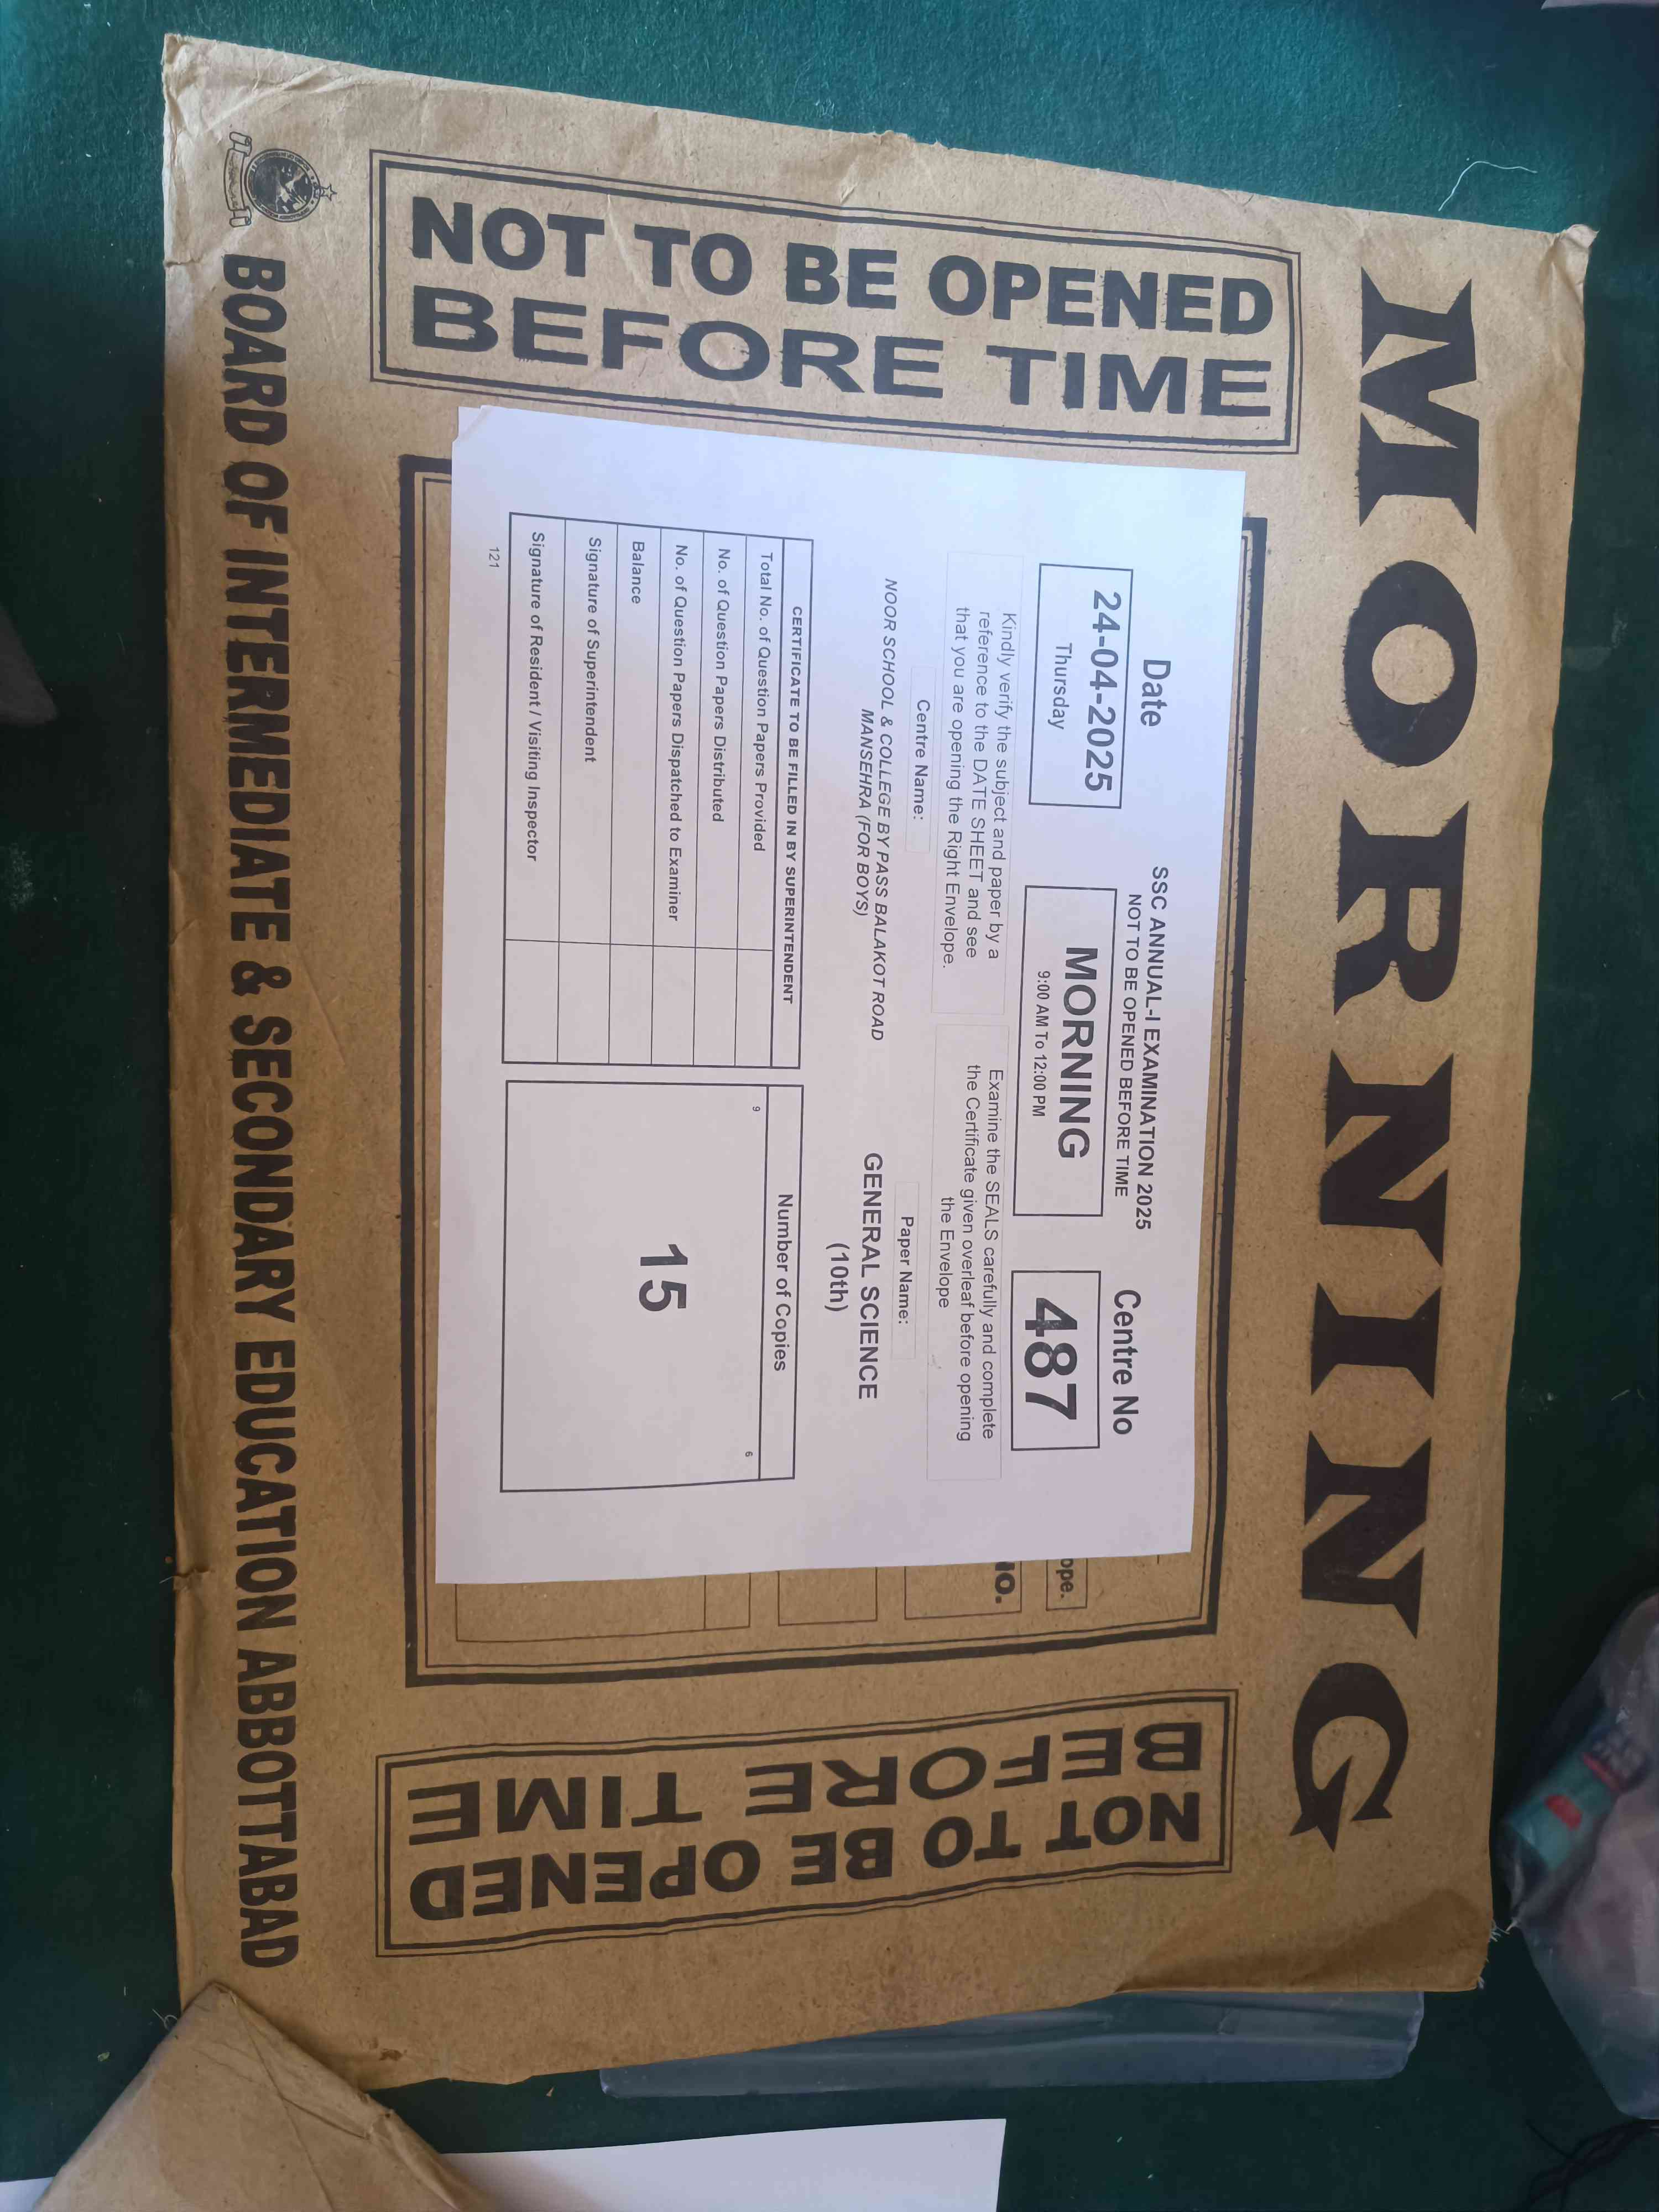 MORNING
NOT TO BE OPENED
BEFORE TIME
Date
24-04-2025
Thursday
SSC ANNUAL-I EXAMINATION 2025
NOT TO BE OPENED BEFORE TIME
MORNING
9:00 AM To 12:00 PM
Centre No
487
Kindly verify the subject and paper by a
reference to the DATE SHEET and see
that you are opening the Right Envelope.
Examine the SEALS carefully and complete
the Certificate given overleaf before opening
the Envelope
Centre Name:
NOOR SCHOOL & COLLEGE BY PASS BALAKOT ROAD
MANSEHRA (FOR BOYS)
Paper Name:
GENERAL SCIENCE
(10th)
CERTIFICATE TO BE FILLED IN BY SUPERINTENDENT
Total No. of Question Papers Provided
No. of Question Papers Distributed
No. of Question Papers Dispatched to Examiner
Balance
Signature of Superintendent
Signature of Resident / Visiting Inspector
121
Number of Copies
9
6
15
ope.
no.
NOT TO BE OPENED
BEFORE TIME
BOARD OF INTERMEDIATE & SECONDARY EDUCATION ABBOTTABAD